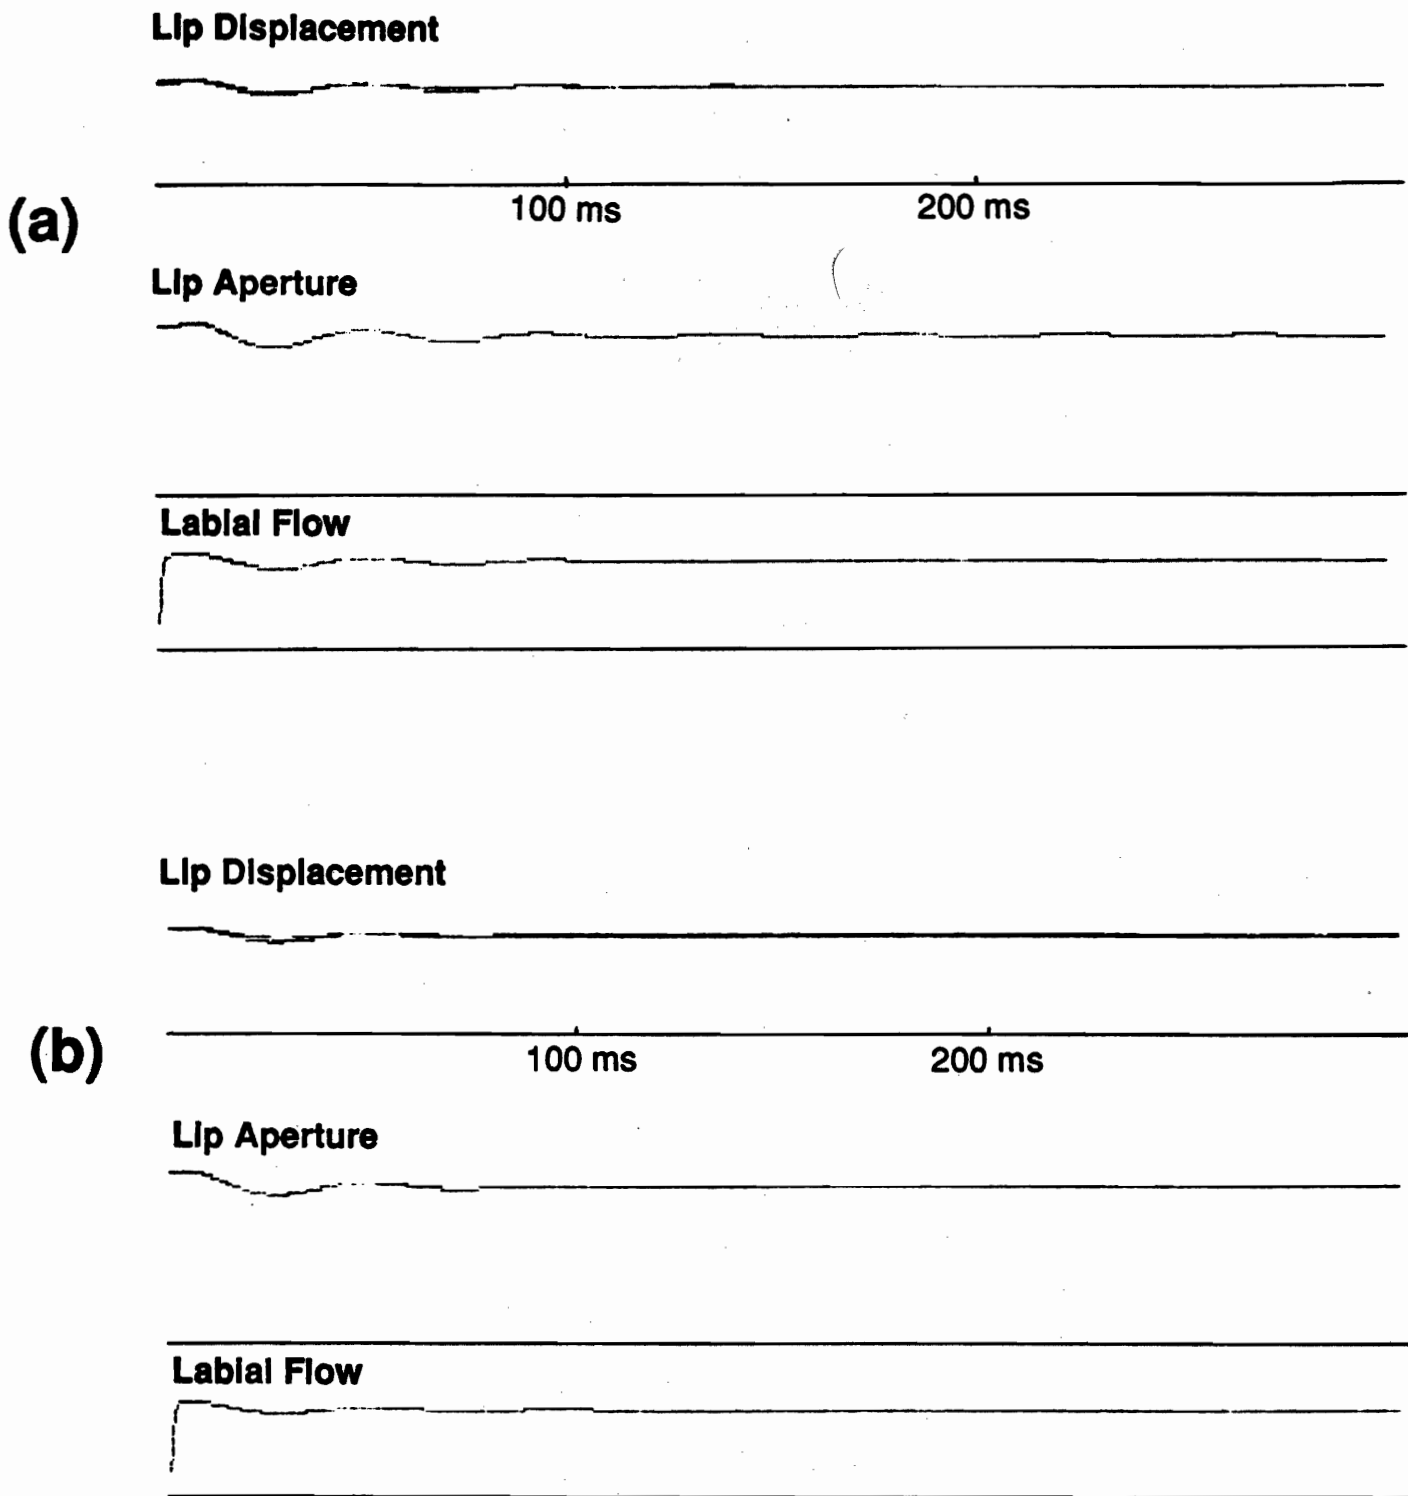 Lip Displacement
100 ms
200 ms
(a)
Lip Aperture
Labial Flow
Lip Displacement
(b)
100 ms
200 ms
Lip Aperture
Labial Flow